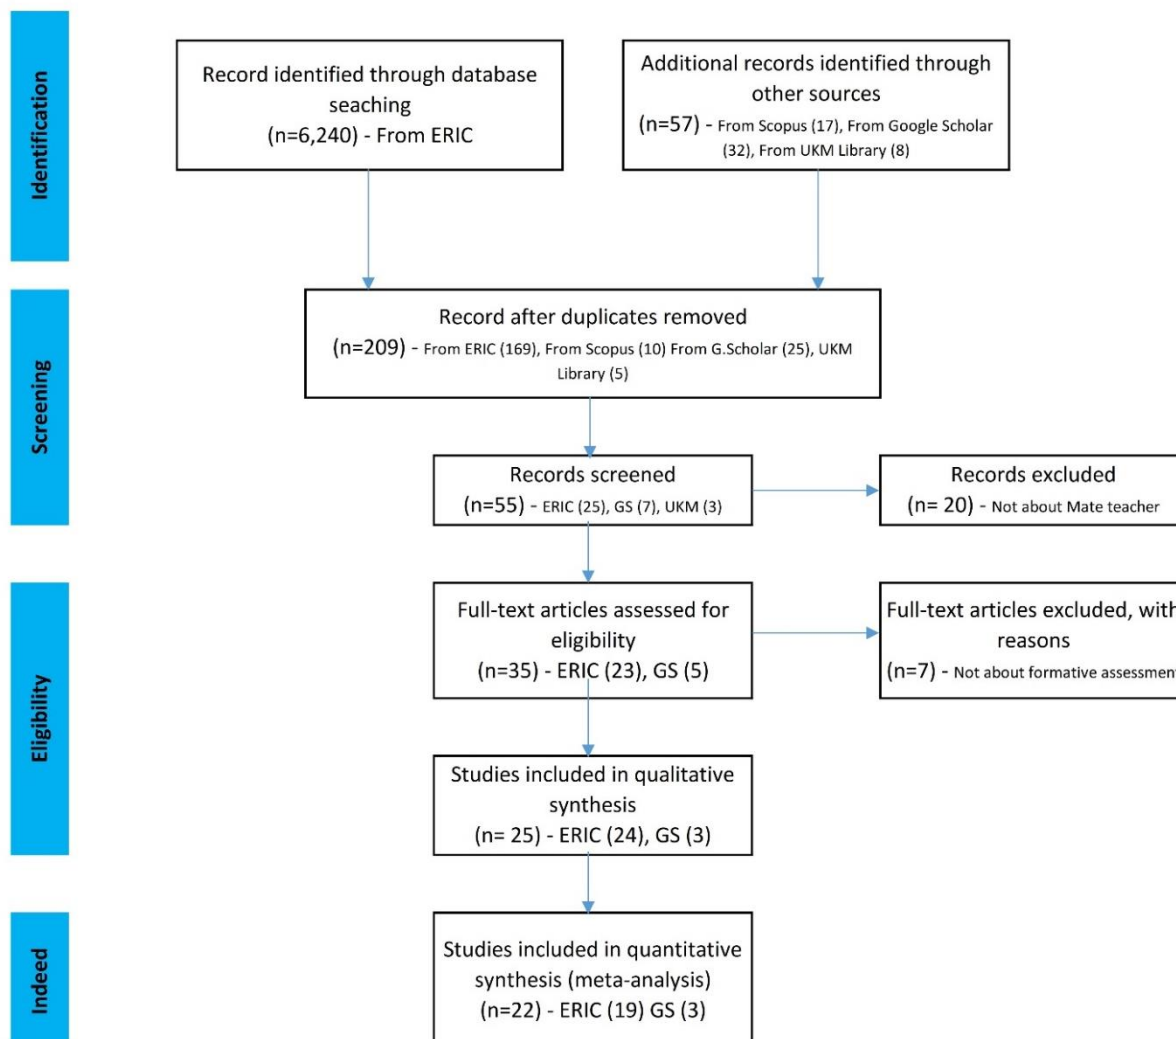 Identification
Record identified through database
seaching
(n=6,240) - From ERIC
Additional records identified through
other sources
(n=57) - From Scopus (17), From Google Scholar
(32), From UKM Library (8)
Screening
Record after duplicates removed
(n=209) - From ERIC (169), From Scopus (10) From G.Scholar (25), UKM
Library (5)
Records screened
(n=55) - ERIC (25), GS (7), UKM (3)
Records excluded
(n= 20) - Not about Mate teacher
Eligibility
Full-text articles assessed for
eligibility
(n=35) - ERIC (23), GS (5)
Full-text articles excluded, with
reasons
(n=7) - Not about formative assessment
Studies included in qualitative
synthesis
(n= 25) - ERIC (24), GS (3)
Indeed
Studies included in quantitative
synthesis (meta-analysis)
(n=22) - ERIC (19) GS (3)